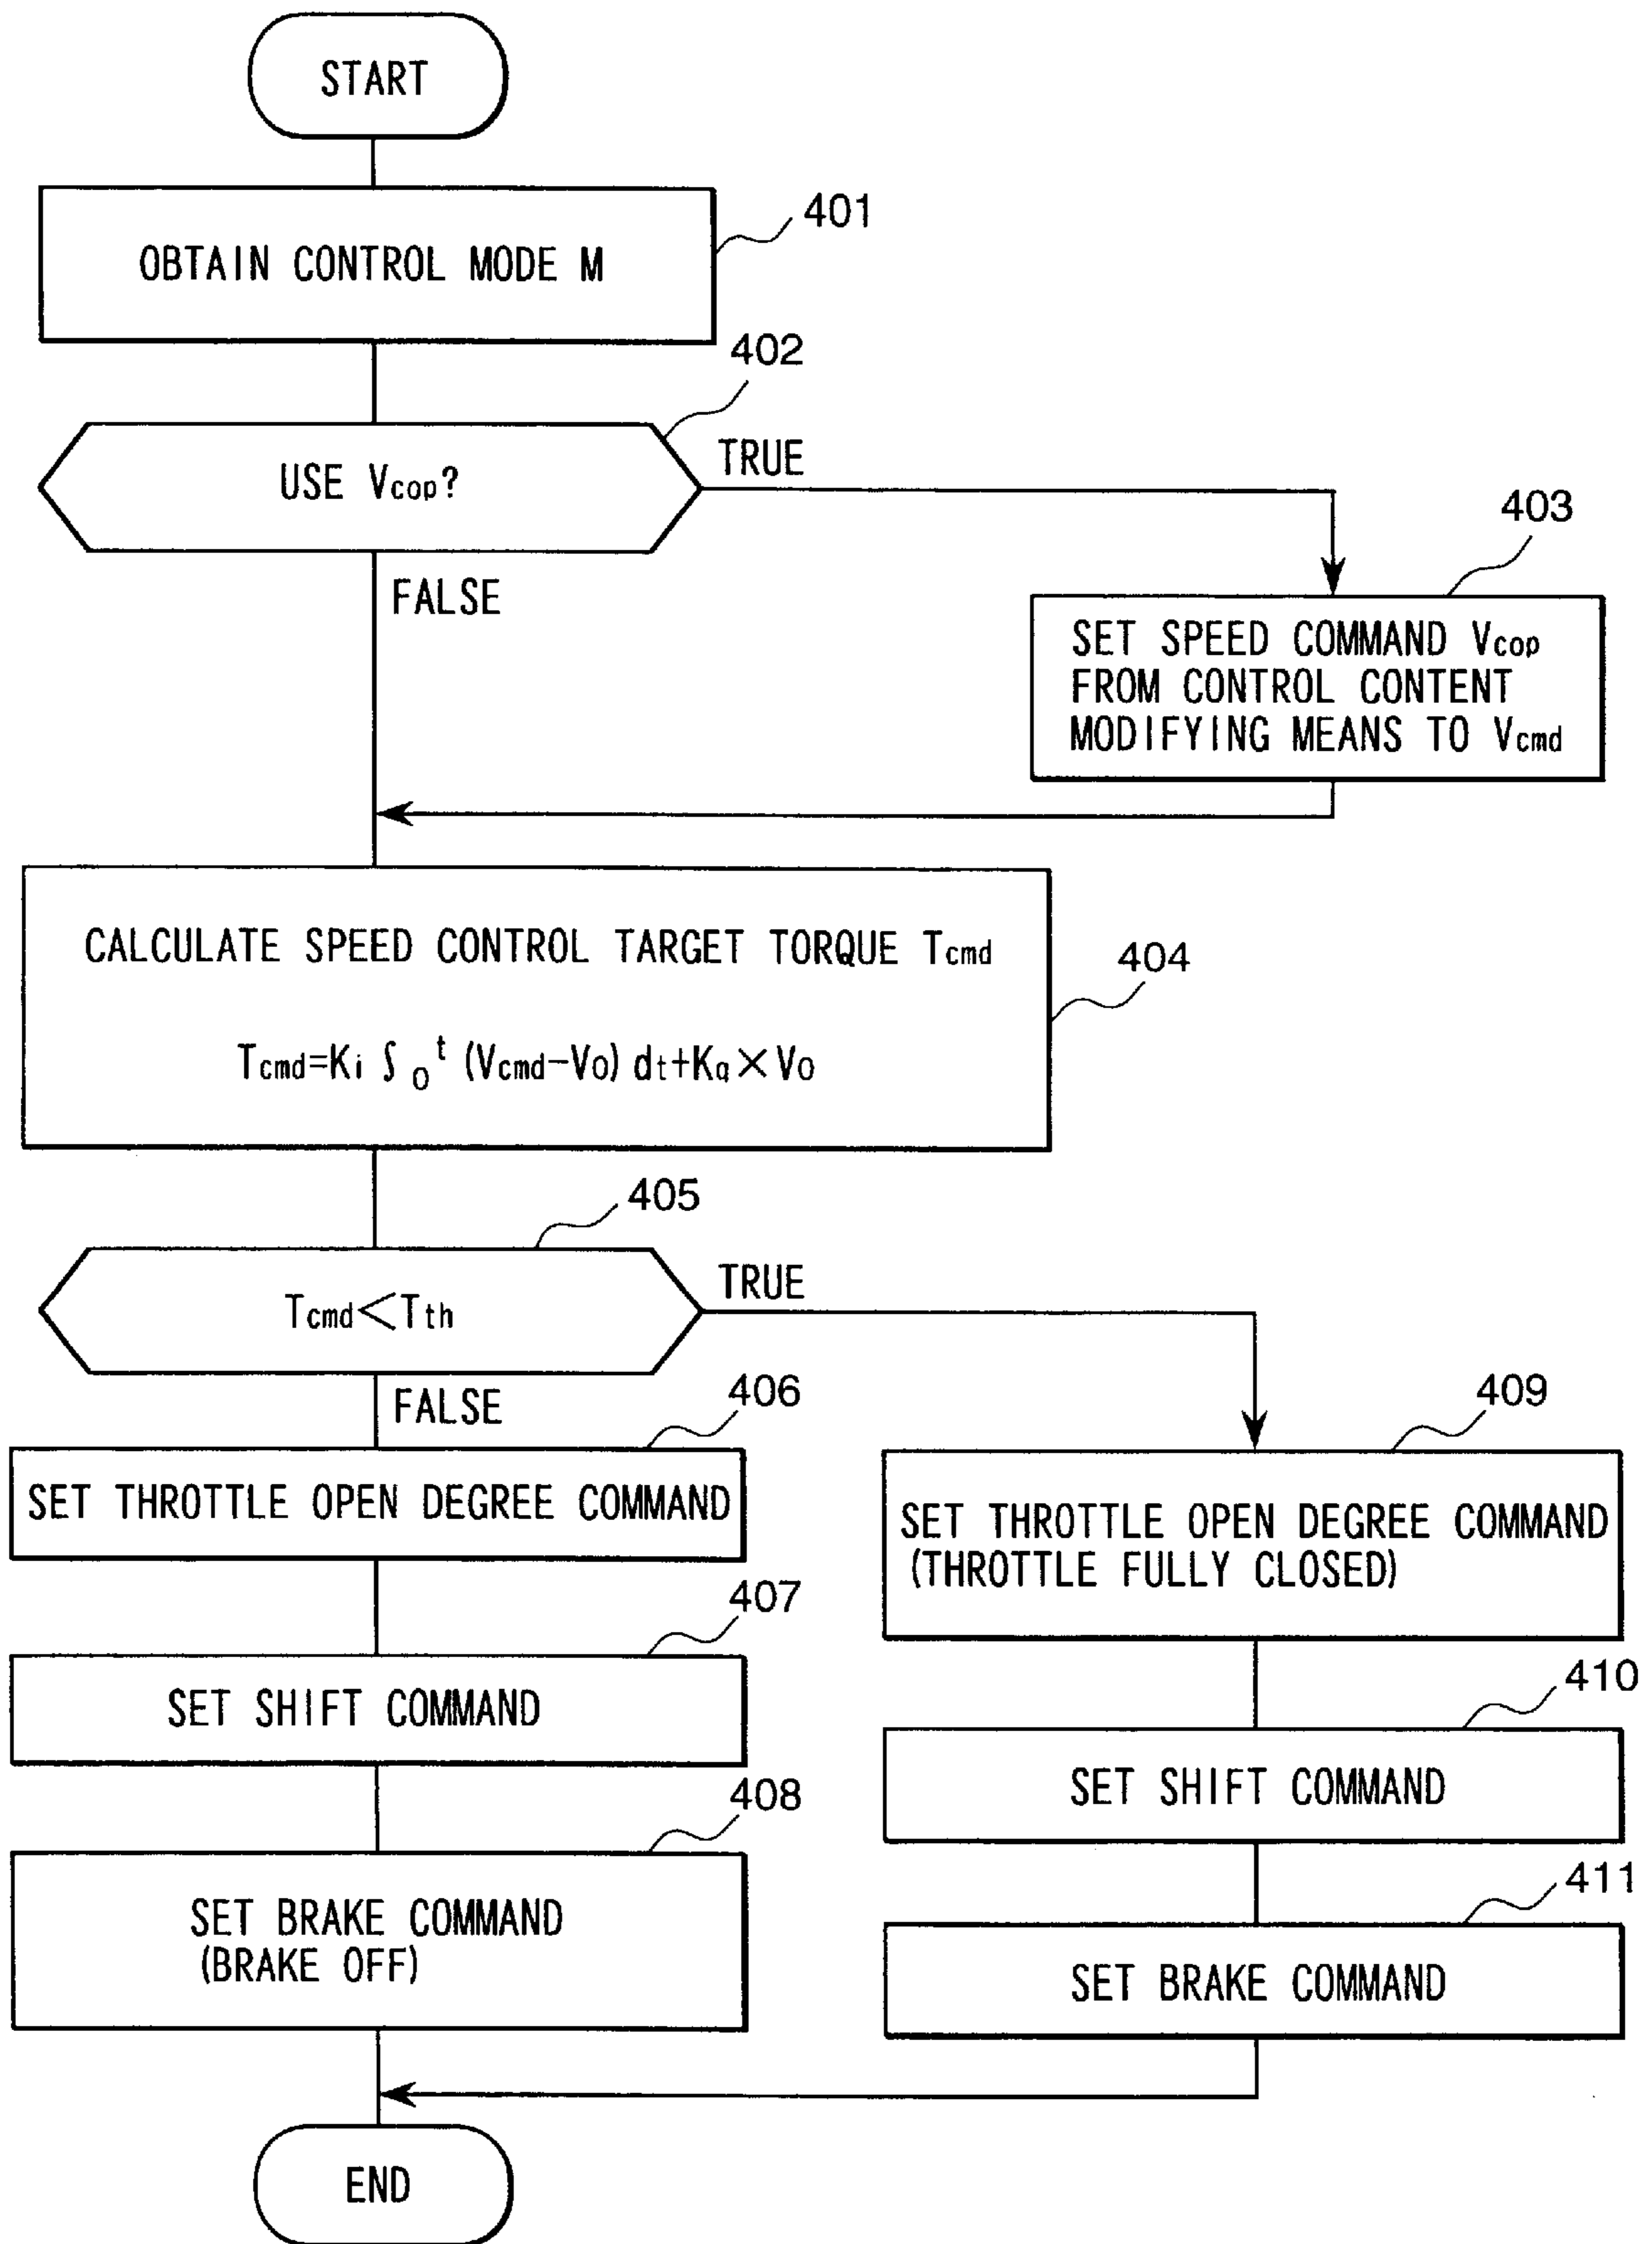 START
OBTAIN CONTROL MODE M
401
402
USE Vcop?
TRUE
FALSE
403
SET SPEED COMMAND Vcop
FROM CONTROL CONTENT
MODIFYING MEANS TO Vcmd
CALCULATE SPEED CONTROL TARGET TORQUE Tcmd
Tcmd=Ki ∫₀ᵗ (Vcmd-Vo) dt+Ka×Vo
404
405
Tcmd<Tth
TRUE
FALSE
406
SET THROTTLE OPEN DEGREE COMMAND
407
SET SHIFT COMMAND
408
SET BRAKE COMMAND
(BRAKE OFF)
409
SET THROTTLE OPEN DEGREE COMMAND
(THROTTLE FULLY CLOSED)
410
SET SHIFT COMMAND
411
SET BRAKE COMMAND
END